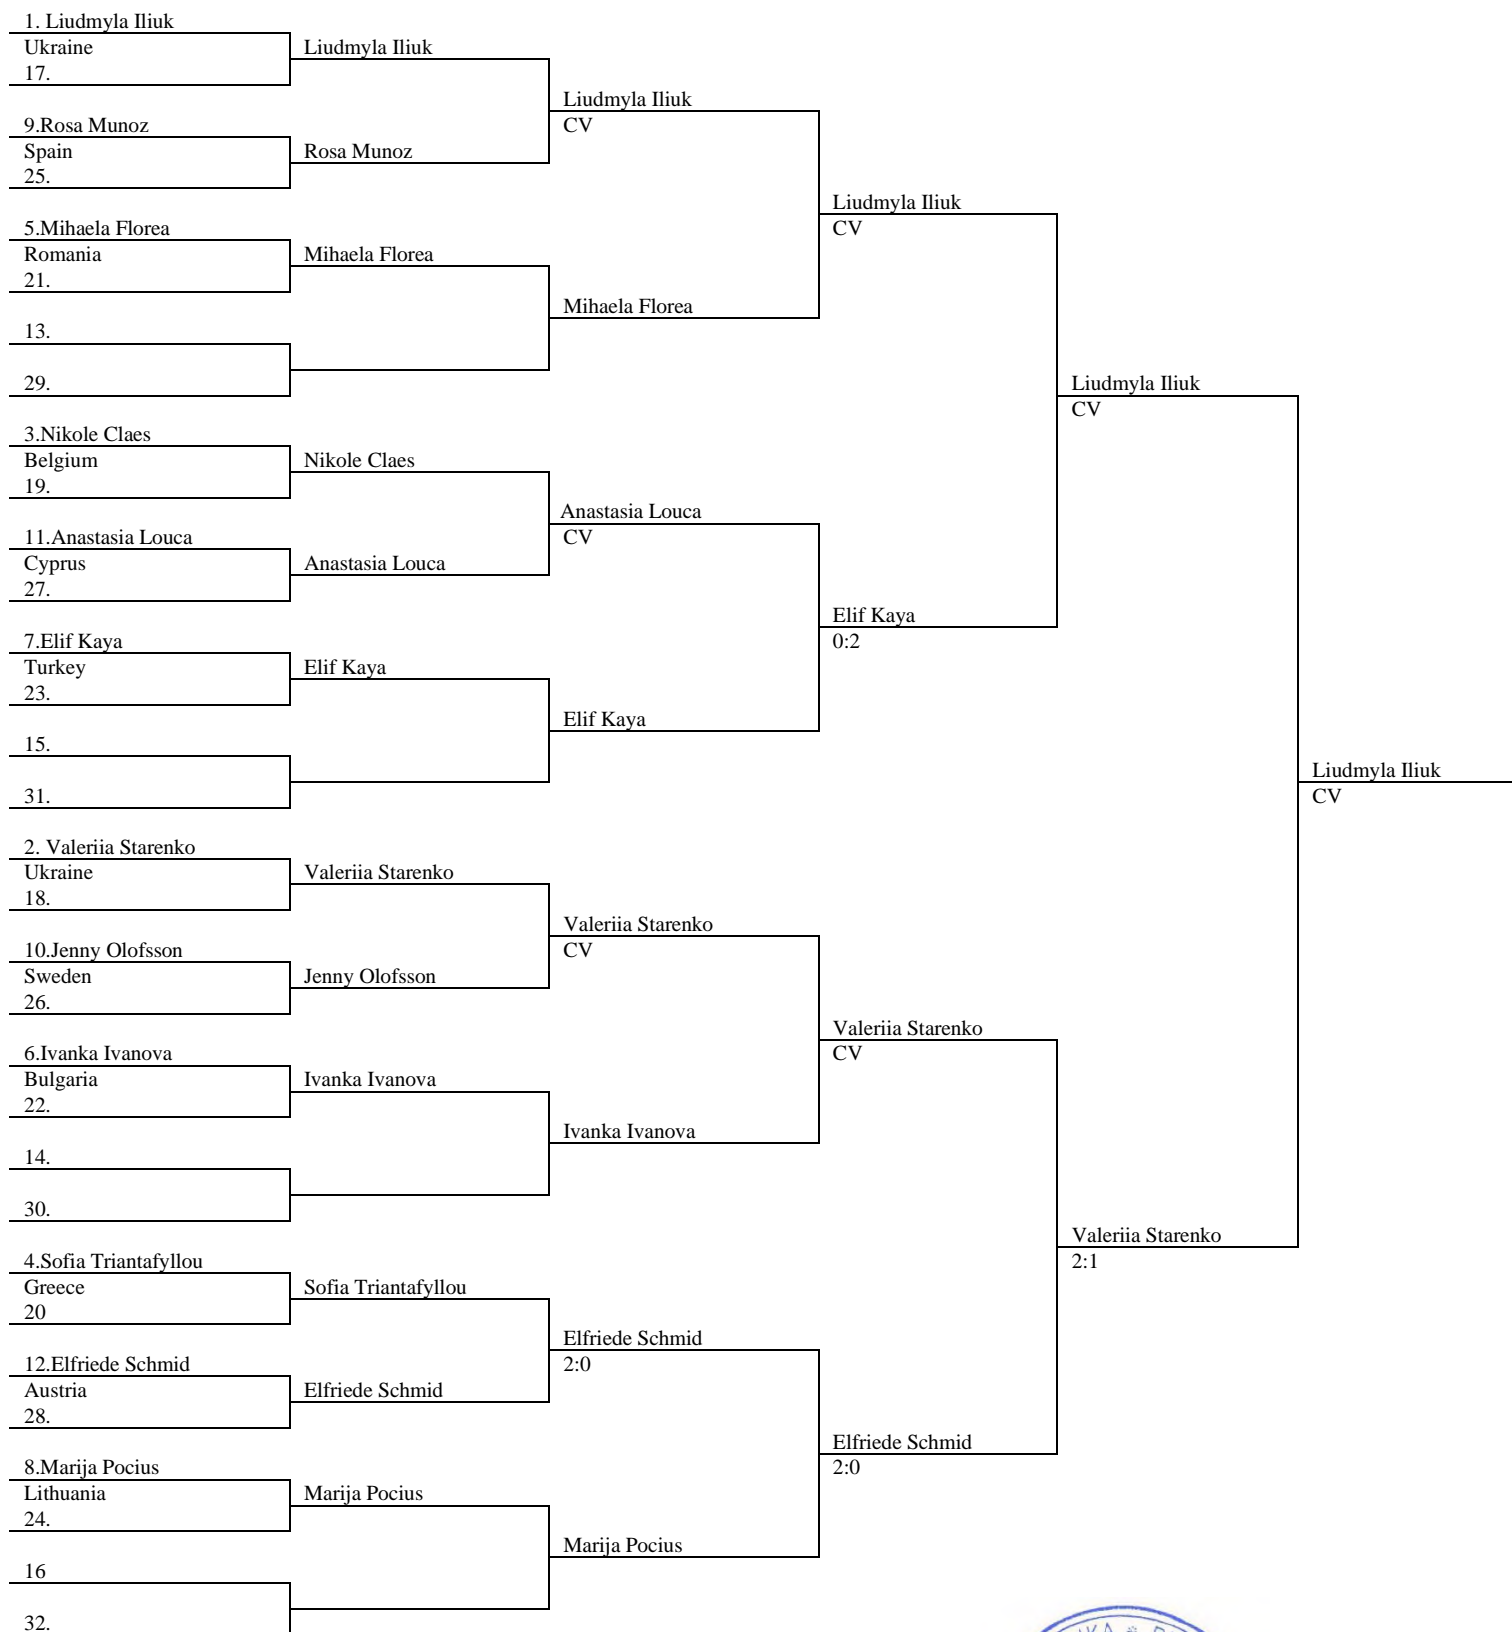 1. Liudmyla Iliuk
Ukraine
17.
9.Rosa Munoz
Spain
25.
5.Mihaela Florea
Romania
21.
13.
29.
3.Nikole Claes
Belgium
19.
11.Anastasia Louca
Cyprus
27.
7.Elif Kaya
Turkey
23.
15.
31.
2. Valeriia Starenko
Ukraine
18.
10.Jenny Olofsson
Sweden
26.
6.Ivanka Ivanova
Bulgaria
22.
14.
30.
4.Sofia Triantafyllou
Greece
20
12.Elfriede Schmid
Austria
28.
8.Marija Pocius
Lithuania
24.
16
32.
Liudmyla Iliuk
Rosa Munoz
Mihaela Florea
Nikole Claes
Anastasia Louca
Elif Kaya
Valeriia Starenko
Jenny Olofsson
Ivanka Ivanova
Sofia Triantafyllou
Elfriede Schmid
Marija Pocius
Liudmyla Iliuk
CV
Mihaela Florea
Anastasia Louca
CV
Elif Kaya
Valeriia Starenko
CV
Ivanka Ivanova
Elfriede Schmid
2:0
Marija Pocius
Liudmyla Iliuk
CV
Elif Kaya
0:2
Valeriia Starenko
CV
Elfriede Schmid
2:0
Liudmyla Iliuk
CV
Valeriia Starenko
2:1
Liudmyla Iliuk
CV